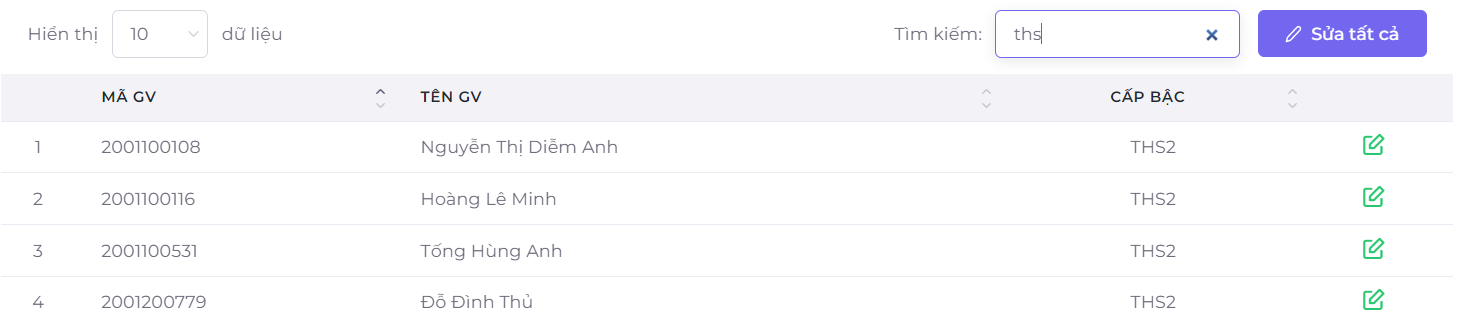 Hiển thị 10 dữ liệu Tìm kiếm: ths Sửa tất cả
MÃ GV TÊN GV CẤP BẬC
1 2001100108 Nguyễn Thị Diễm Anh THS2
2 2001100116 Hoàng Lê Minh THS2
3 2001100531 Tống Hùng Anh THS2
4 2001200779 Đỗ Đình Thủ THS2